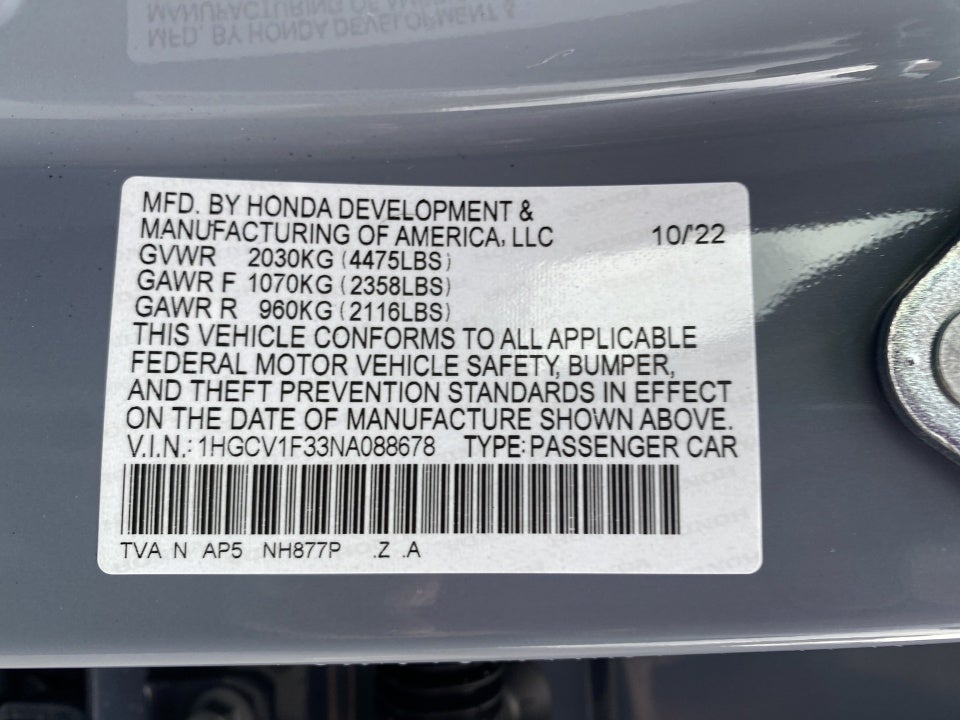 MFD. BY HONDA DEVELOPMENT &
MANUFACTURING OF AMERICA, LLC 10/'22
GVWR 2030KG (4475LBS)
GAWR F 1070KG (2358LBS)
GAWR R 960KG (2116LBS)
THIS VEHICLE CONFORMS TO ALL APPLICABLE
FEDERAL MOTOR VEHICLE SAFETY, BUMPER,
AND THEFT PREVENTION STANDARDS IN EFFECT
ON THE DATE OF MANUFACTURE SHOWN ABOVE.
V.I.N.: 1HGCV1F33NA088678 TYPE: PASSENGER CAR
TVA N AP5 NH877P .Z .A